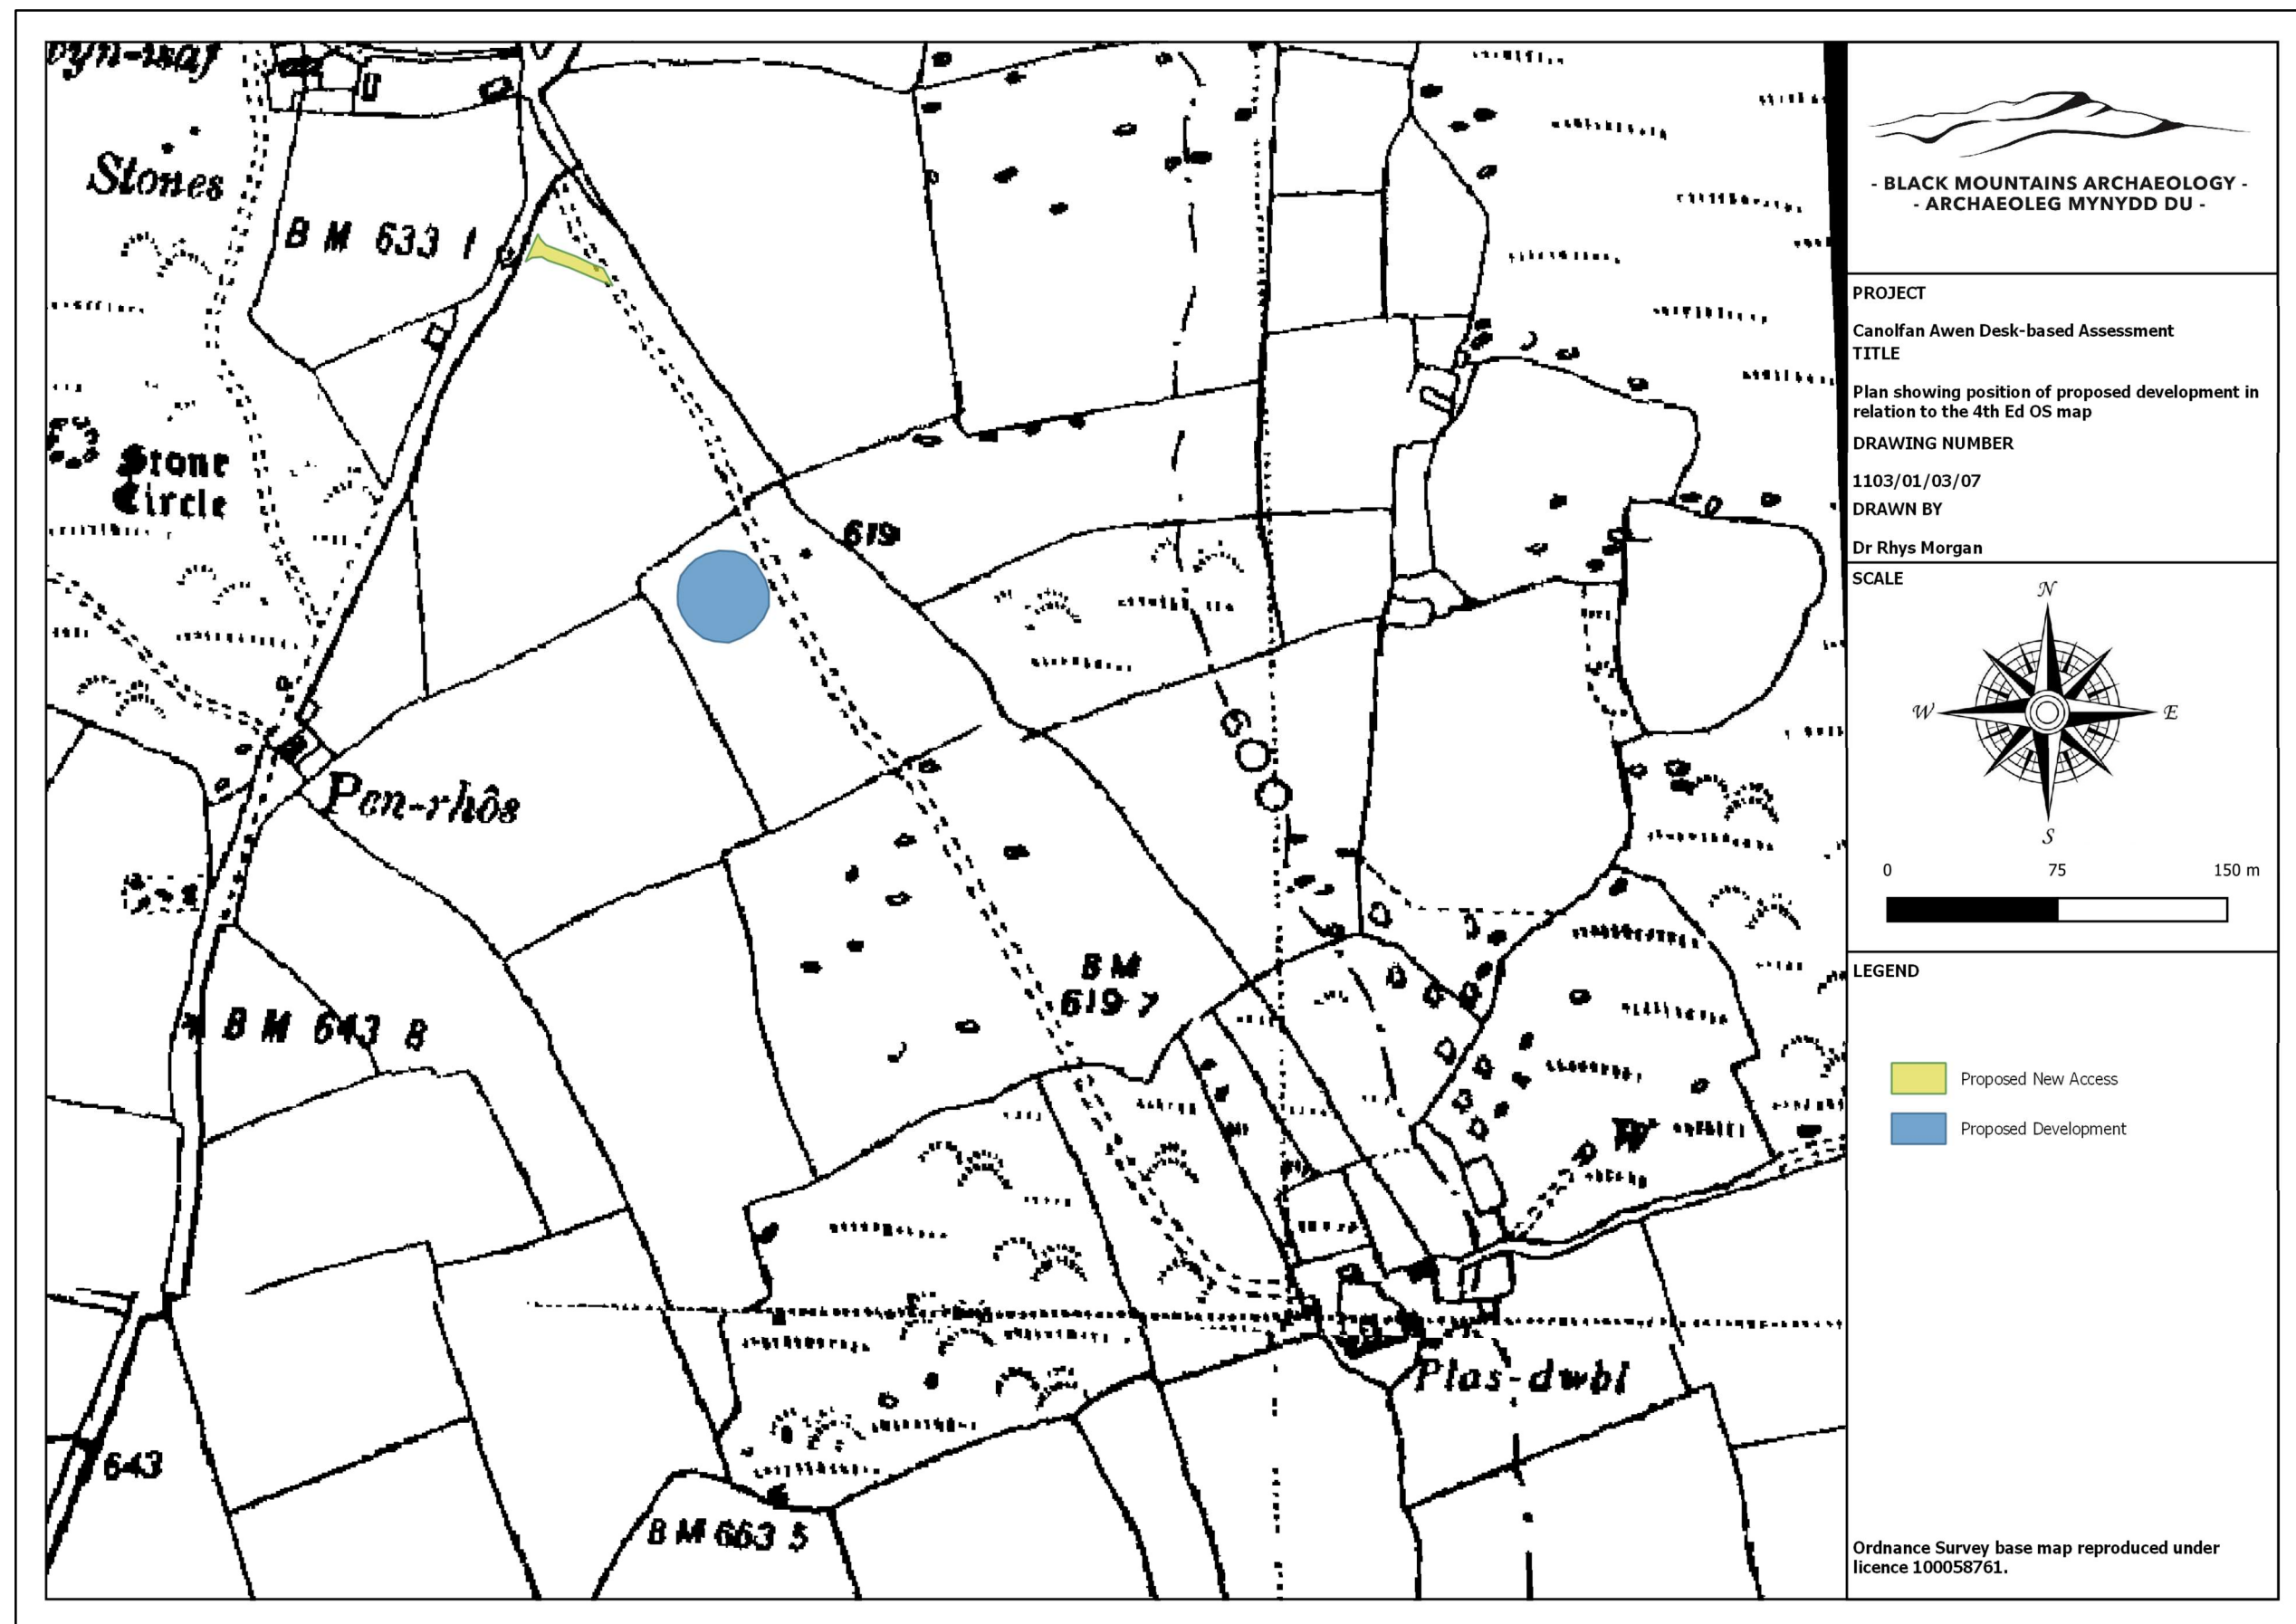 Stones
B M 633 1
Stone
Circle
619
600
Pen-rhôs
B M
619 7
B M 643 8
W
Plas-dwbl
643
B M 663 5
- BLACK MOUNTAINS ARCHAEOLOGY -
- ARCHAEOLEG MYNYDD DU -
PROJECT
Canolfan Awen Desk-based Assessment
TITLE
Plan showing position of proposed development in
relation to the 4th Ed OS map
DRAWING NUMBER
1103/01/03/07
DRAWN BY
Dr Rhys Morgan
SCALE
N
W E
S
0 75 150 m
LEGEND
Proposed New Access
Proposed Development
Ordnance Survey base map reproduced under
licence 100058761.